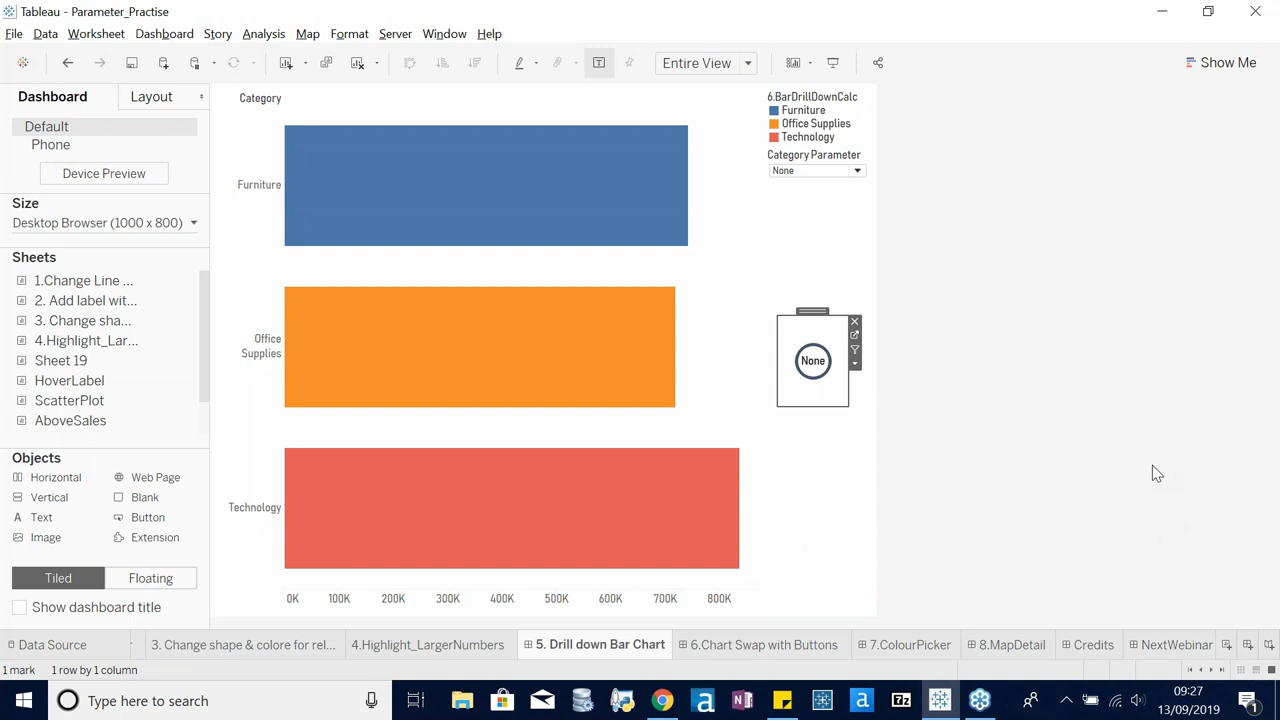 Tableau - Parameter_Practise
File Data Worksheet Dashboard Story Analysis Map Format Server Window Help
Entire View
Show Me
Dashboard Layout
Default
Phone
Device Preview
Size
Desktop Browser (1000 x 800)
Sheets
1.Change Line ...
2. Add label wit...
3. Change sha...
4.Highlight_Lar...
Sheet 19
HoverLabel
ScatterPlot
AboveSales
Objects
Horizontal Web Page
Vertical Blank
Text Button
Image Extension
Tiled Floating
Show dashboard title
Category
Furniture
Office
Supplies
Technology
0K 100K 200K 300K 400K 500K 600K 700K 800K
6.BarDrillDownCalc
Furniture
Office Supplies
Technology
Category Parameter
None
None
Data Source 3. Change shape & colore for rel... 4.Highlight_LargerNumbers 5. Drill down Bar Chart 6.Chart Swap with Buttons 7.ColourPicker 8.MapDetail Credits NextWebinar
1 mark 1 row by 1 column
Type here to search
09:27
13/09/2019
1